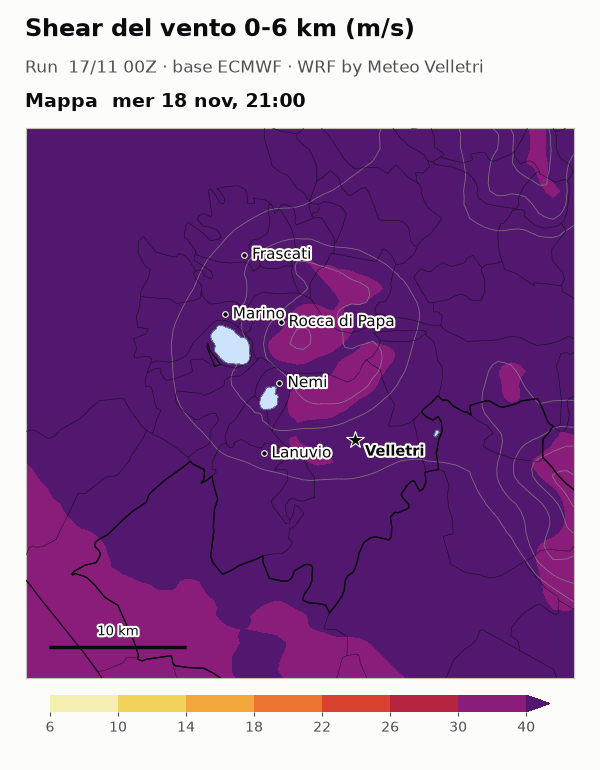 Shear del vento 0-6 km (m/s)
Run  17/11 00Z · base ECMWF · WRF by Meteo Velletri
Mappa  mer 18 nov, 21:00
Frascati
Marino
Rocca di Papa
Nemi
Velletri
Lanuvio
10 km
6 10 14 18 22 26 30 40